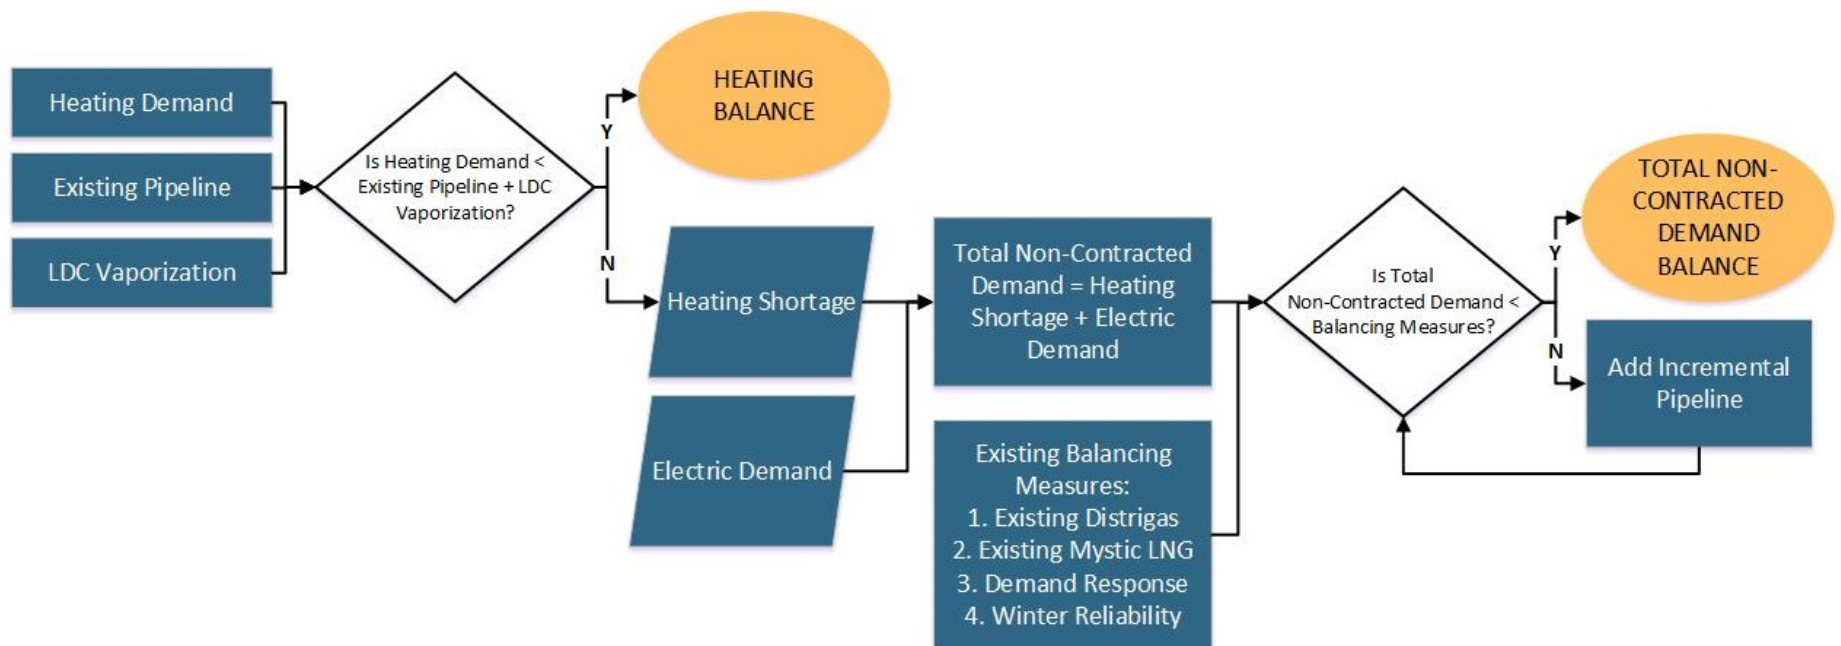 Heating Demand
Existing Pipeline
LDC Vaporization
Is Heating Demand <
Existing Pipeline + LDC
Vaporization?
Y
N
HEATING
BALANCE
Heating Shortage
Electric Demand
Total Non-Contracted
Demand = Heating
Shortage + Electric
Demand
Existing Balancing
Measures:
1. Existing Distrigas
2. Existing Mystic LNG
3. Demand Response
4. Winter Reliability
Is Total
Non-Contracted Demand <
Balancing Measures?
Y
N
TOTAL NON-
CONTRACTED
DEMAND
BALANCE
Add Incremental
Pipeline